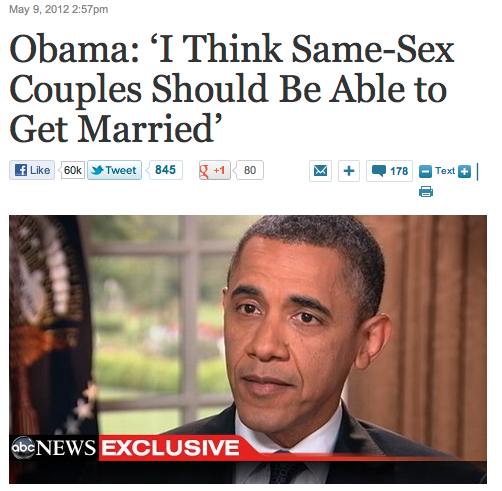 May 9, 2012 2:57pm
Obama: ‘I Think Same-Sex
Couples Should Be Able to
Get Married’
Like 60k Tweet 845 g +1 80 + 178 Text +
abc NEWS EXCLUSIVE